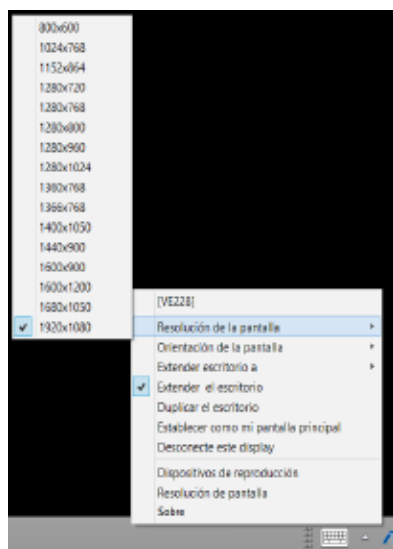 800x600
1024x768
1152x864
1280x720
1280x768
1280x800
1280x960
1280x1024
1360x768
1366x768
1400x1050
1440x900
1600x900
1600x1200
1680x1050
1920x1080
[VE228]
Resolución de la pantalla
Orientación de la pantalla
Extender escritorio a
Extender el escritorio
Duplicar el escritorio
Establecer como mi pantalla principal
Desconecte este display
Dispositivos de reproducción
Resolución de pantalla
Sobre